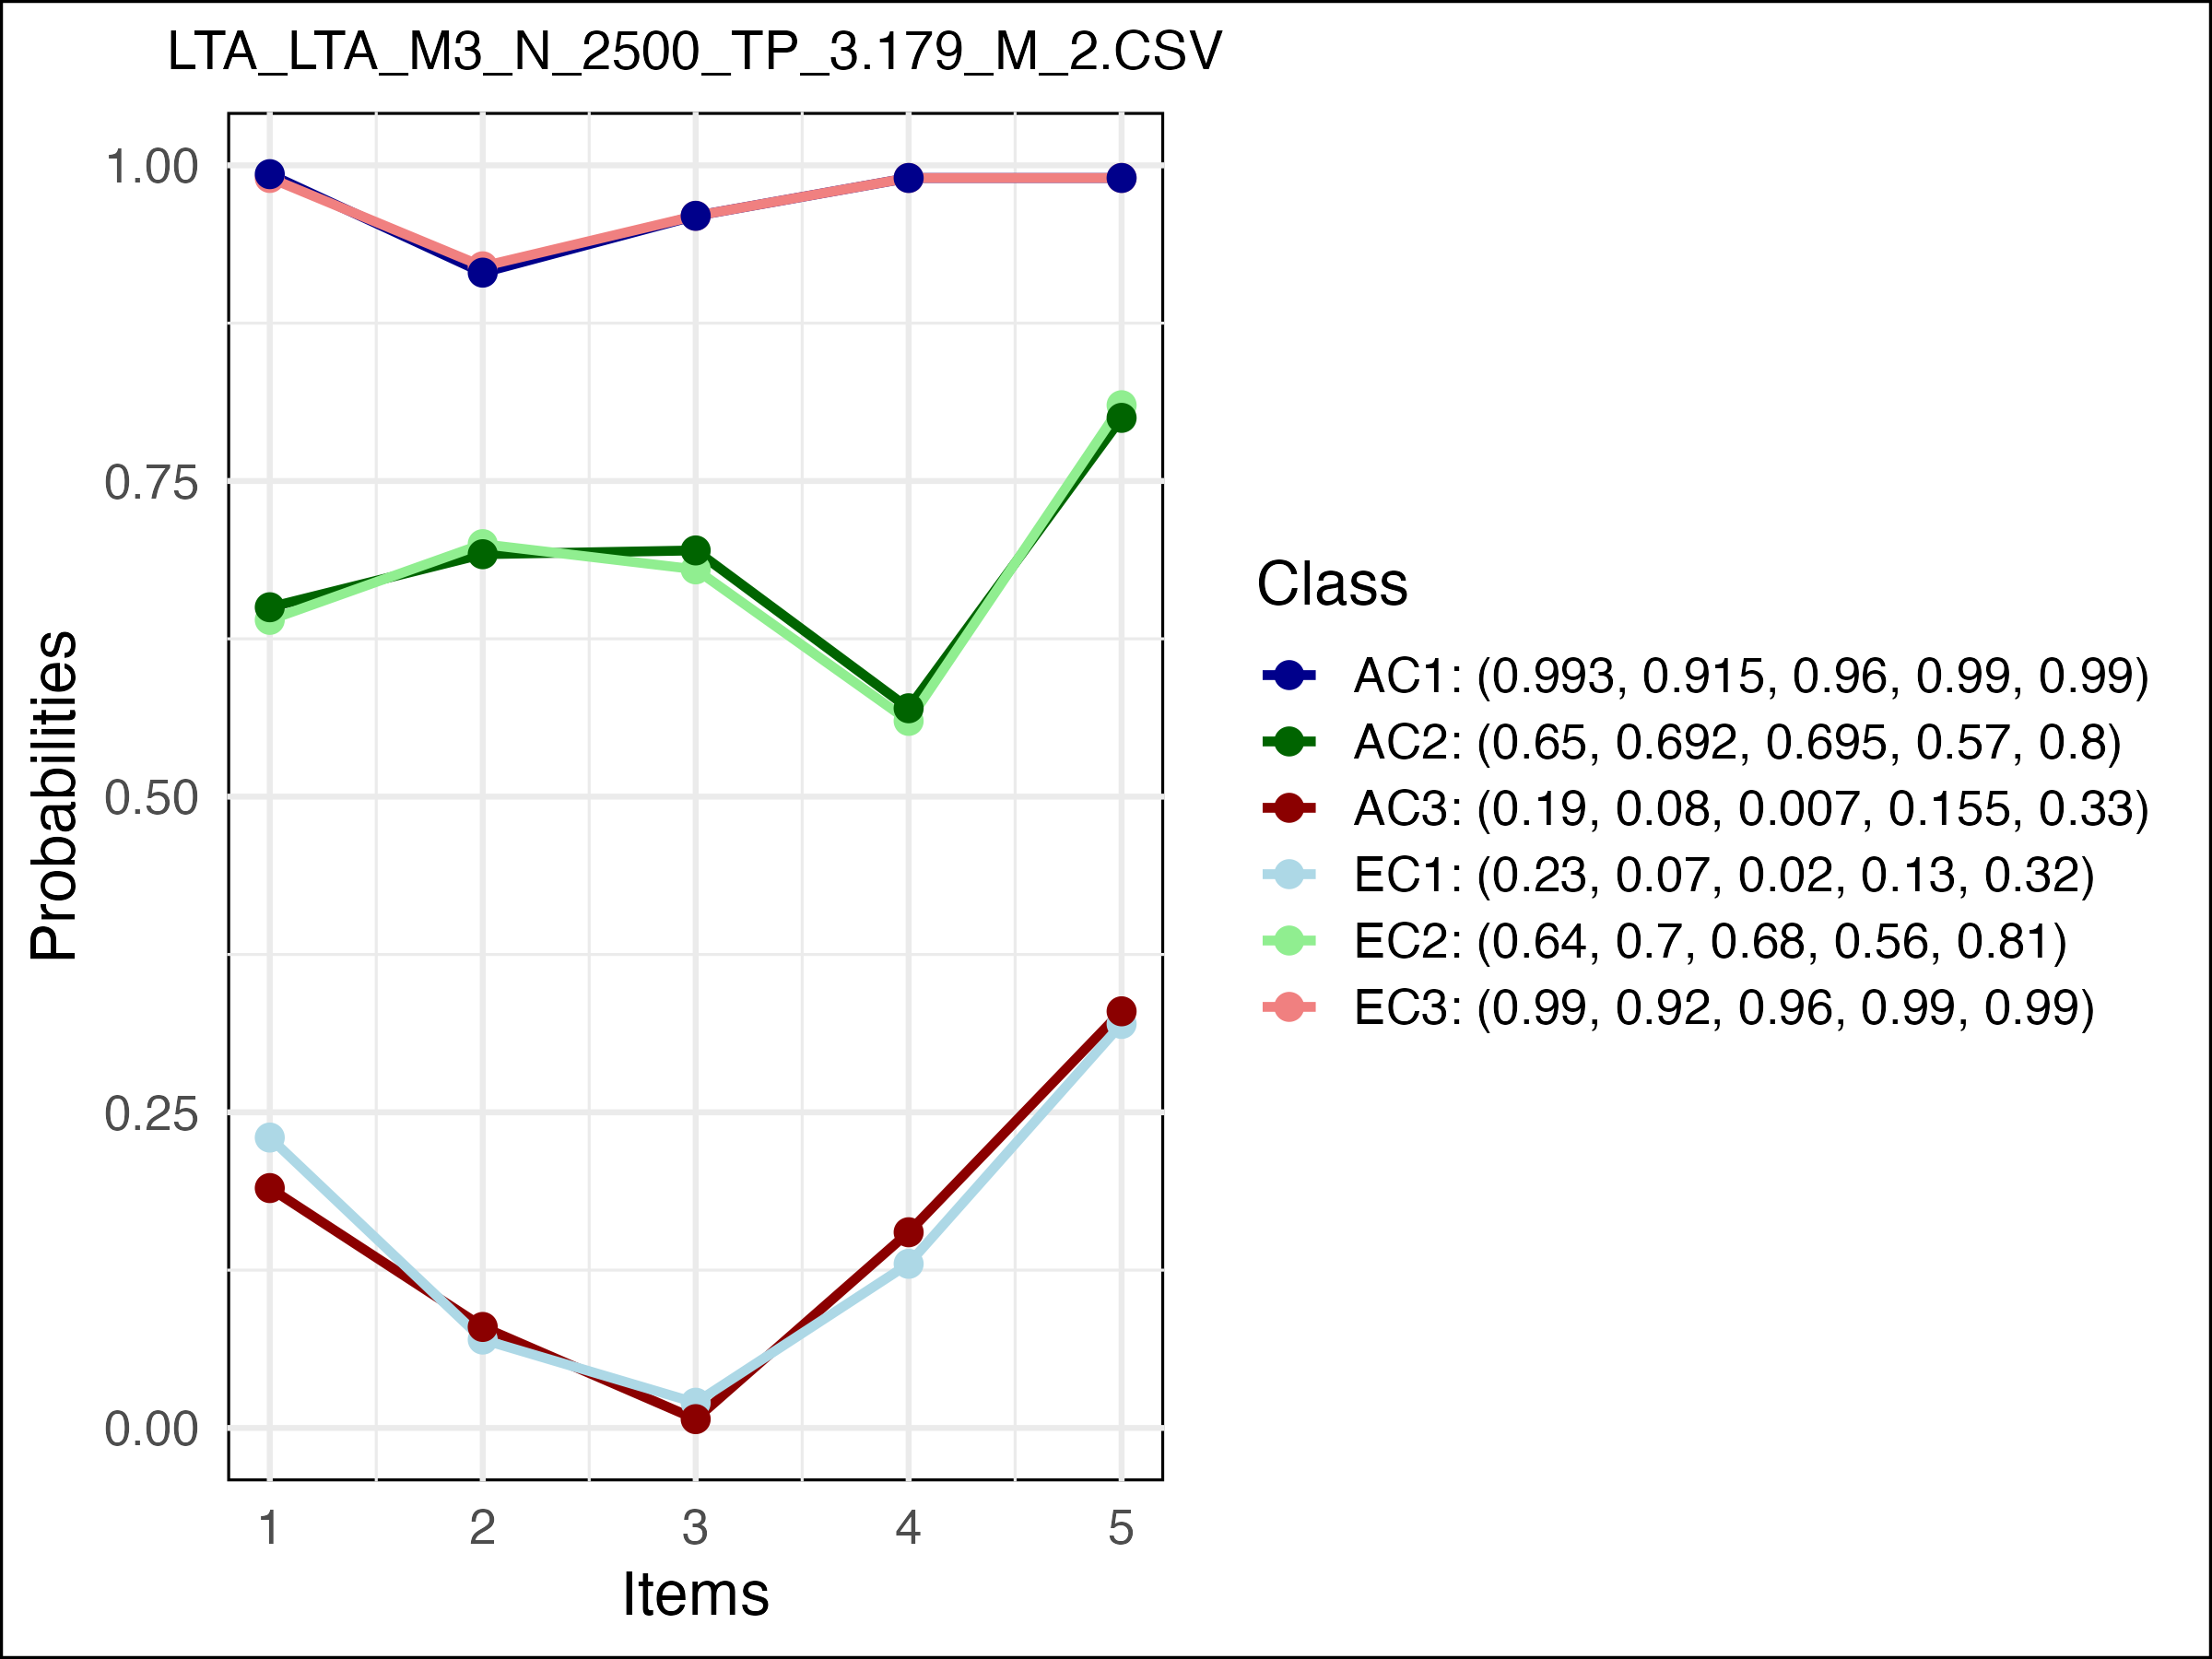 LTA_LTA_M3_N_2500_TP_3.179_M_2.CSV
1.00
0.75
0.50
0.25
0.00
Probabilities
1 2 3 4 5
Items
Class
AC1: (0.993, 0.915, 0.96, 0.99, 0.99)
AC2: (0.65, 0.692, 0.695, 0.57, 0.8)
AC3: (0.19, 0.08, 0.007, 0.155, 0.33)
EC1: (0.23, 0.07, 0.02, 0.13, 0.32)
EC2: (0.64, 0.7, 0.68, 0.56, 0.81)
EC3: (0.99, 0.92, 0.96, 0.99, 0.99)